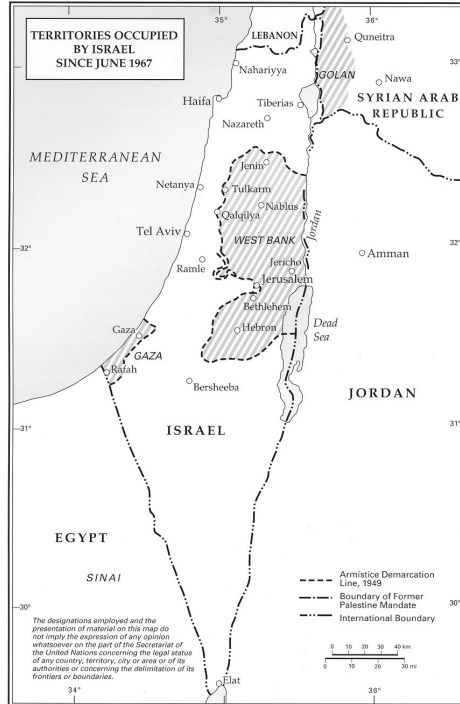 35°
36°
TERRITORIES OCCUPIED
BY ISRAEL
SINCE JUNE 1967
LEBANON
Quneitra
Nahariyya
33°
GOLAN
Nawa
Haifa
Tiberias
SYRIAN ARAB
REPUBLIC
Nazareth
MEDITERRANEAN
SEA
Jenin
Netanya
Tulkarm
Nablus
Qalqilya
Jordan
Tel Aviv
WEST BANK
32°
32°
Amman
Ramle
Jericho
Jerusalem
Bethlehem
Gaza
Hebron
Dead
Sea
GAZA
Rafah
Bersheeba
JORDAN
ISRAEL
31°
31°
EGYPT
SINAI
Armistice Demarcation
Line, 1949
Boundary of Former
Palestine Mandate
International Boundary
30°
30°
The designations employed and the
presentation of material on this map do
not imply the expression of any opinion
whatsoever on the part of the Secretariat of
the United Nations concerning the legal status
of any country, territory, city or area or of its
authorities or concerning the delimitation of its
frontiers or boundaries.
0 10 20 30 40 km
0 10 20 30 mi
Elat
34°
36°